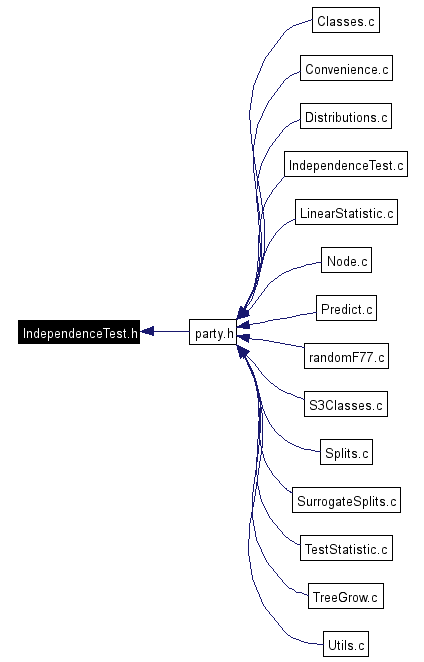 Classes.c
Convenience.c
Distributions.c
IndependenceTest.c
LinearStatistic.c
Node.c
Predict.c
IndependenceTest.h
party.h
randomF77.c
S3Classes.c
Splits.c
SurrogateSplits.c
TestStatistic.c
TreeGrow.c
Utils.c